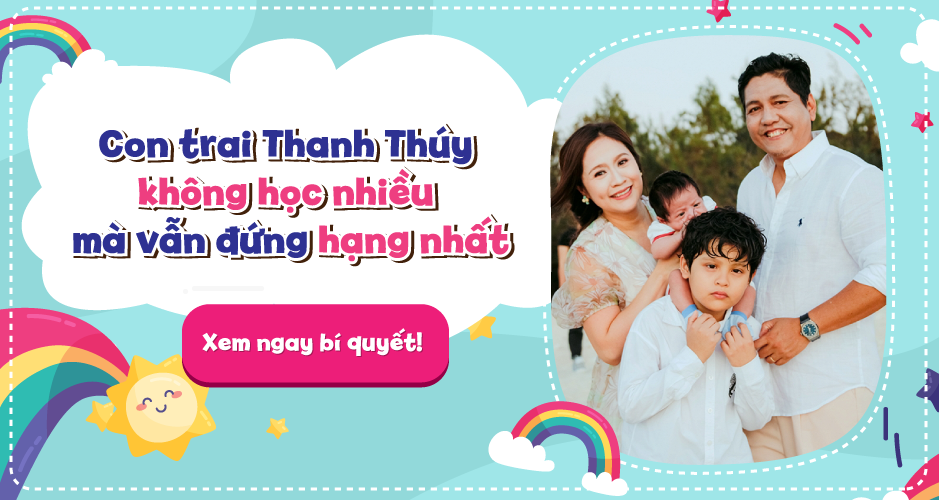 Con trai Thanh Thúy
không học nhiều
mà vẫn đứng hạng nhất
Xem ngay bí quyết!